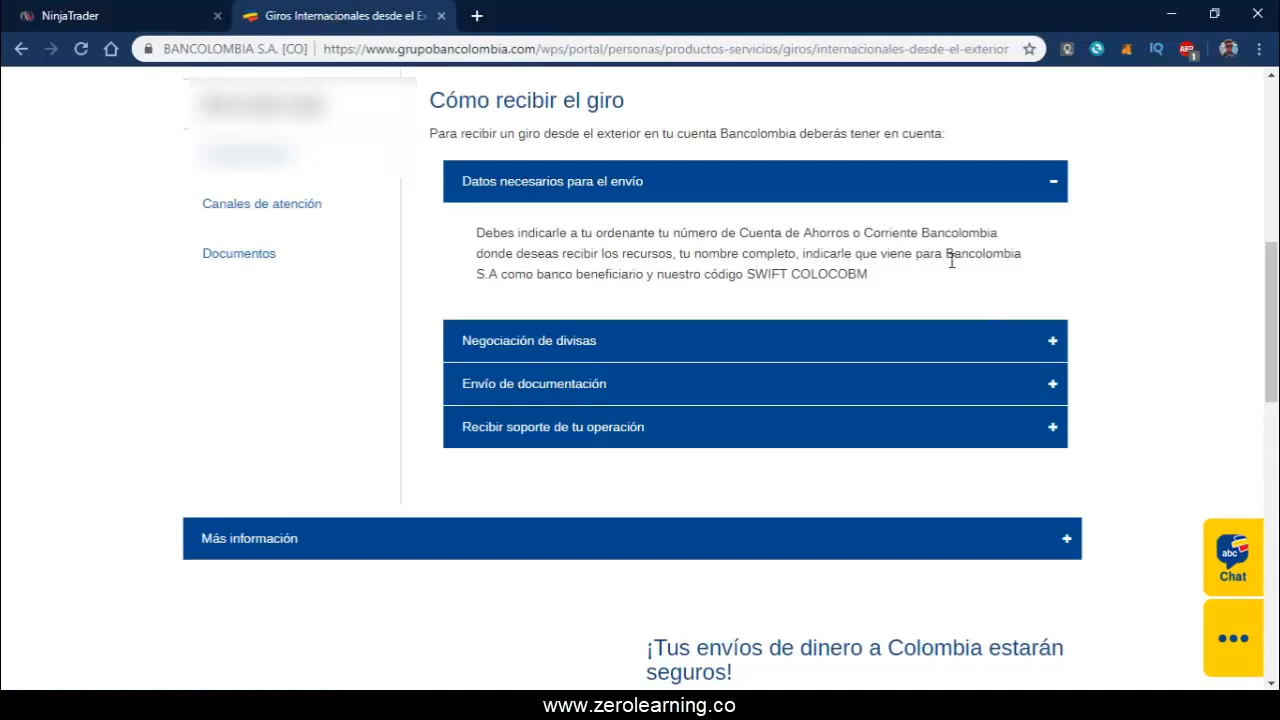 NinjaTrader
Giros Internacionales desde el Ex
BANCOLOMBIA S.A. [CO] https://www.grupobancolombia.com/wps/portal/personas/productos-servicios/giros/internacionales-desde-el-exterior
IQ
ABP
1
Cómo recibir el giro
Para recibir un giro desde el exterior en tu cuenta Bancolombia deberás tener en cuenta:
Datos necesarios para el envío
Canales de atención
Debes indicarle a tu ordenante tu número de Cuenta de Ahorros o Corriente Bancolombia
donde deseas recibir los recursos, tu nombre completo, indicarle que viene para Bancolombia
S.A como banco beneficiario y nuestro código SWIFT COLOCOBM
Documentos
Negociación de divisas
Envío de documentación
Recibir soporte de tu operación
Más información
abc
Chat
¡Tus envíos de dinero a Colombia estarán
seguros!
www.zerolearning.co